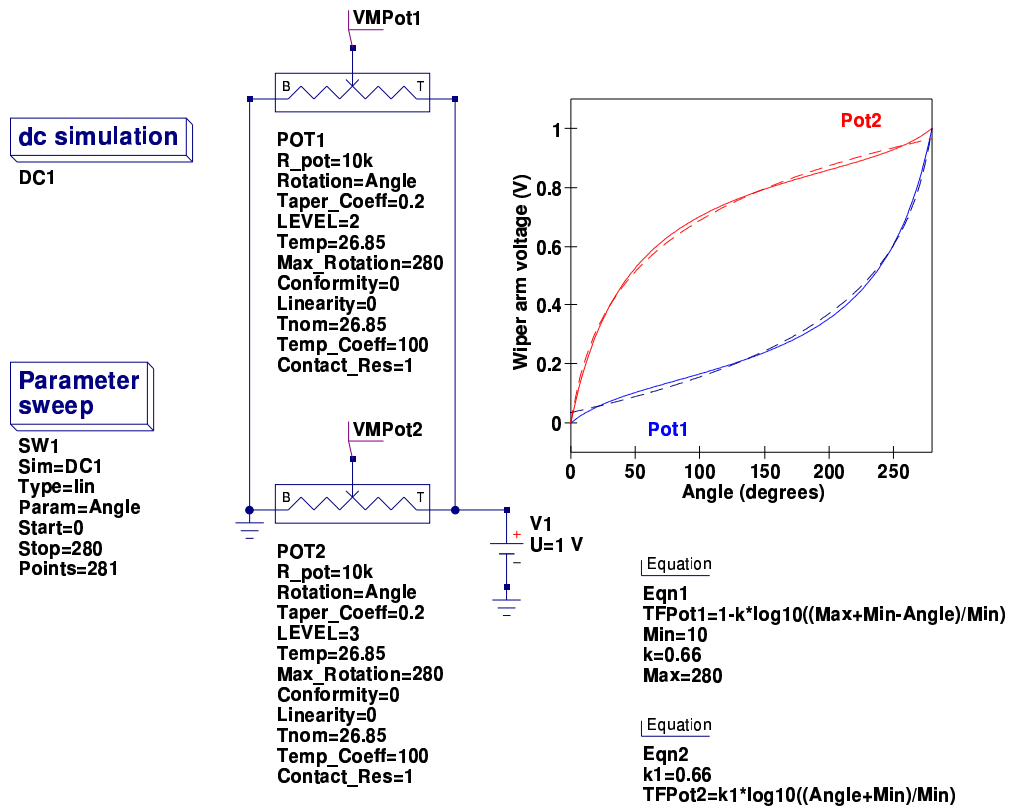 VMPot1
B
T
dc simulation
DC1
POT1
R_pot=10k
Rotation=Angle
Taper_Coeff=0.2
LEVEL=2
Temp=26.85
Max_Rotation=280
Conformity=0
Linearity=0
Tnom=26.85
Temp_Coeff=100
Contact_Res=1
Pot2
Wiper arm voltage (V)
1
0.8
0.6
0.4
0.2
0
Pot1
0 50 100 150 200 250
Angle (degrees)
Parameter
sweep
SW1
Sim=DC1
Type=lin
Param=Angle
Start=0
Stop=280
Points=281
VMPot2
B
T
V1
U=1 V
+
−
POT2
R_pot=10k
Rotation=Angle
Taper_Coeff=0.2
LEVEL=3
Temp=26.85
Max_Rotation=280
Conformity=0
Linearity=0
Tnom=26.85
Temp_Coeff=100
Contact_Res=1
Equation
Eqn1
TFPot1=1-k*log10((Max+Min-Angle)/Min)
Min=10
k=0.66
Max=280
Equation
Eqn2
k1=0.66
TFPot2=k1*log10((Angle+Min)/Min)